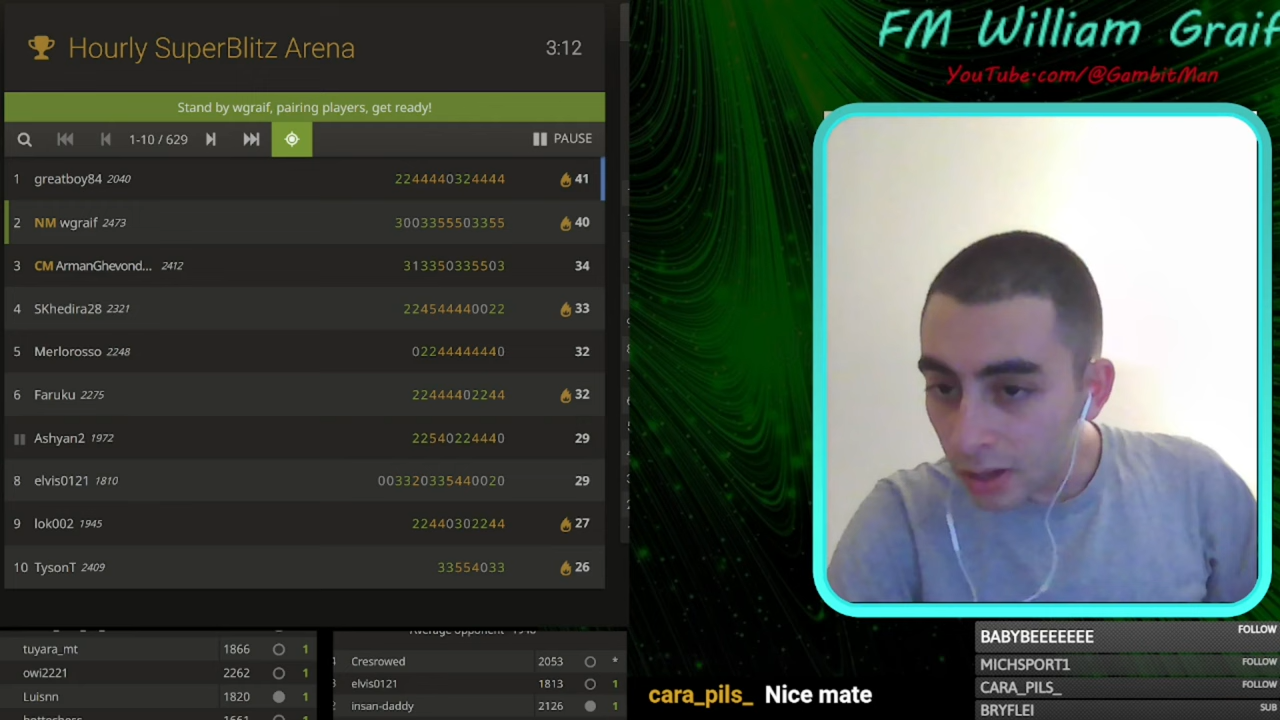 Hourly SuperBlitz Arena 3:12
Stand by wgraif, pairing players, get ready!
1-10 / 629 PAUSE
1 greatboy84 2040 2244440324444 41
2 NM wgraif 2473 3003355503355 40
3 CM ArmanGhevond... 2412 313350335503 34
4 SKhedira28 2321 224544440022 33
5 Merlorosso 2248 0224444440 32
6 Faruku 2275 22444402244 32
Ashyan2 1972 22540224440 29
8 elvis0121 1810 003320335440020 29
9 lok002 1945 22440302244 27
10 TysonT 2409 33554033 26
tuyara_mt 1866 1
owi2221 2262 1
Luisnn 1820 1
Cresrowed 2053 *
elvis0121 1813 1
insan-daddy 2126 1
FM William Graif
YouTube.com/@GambitMan
cara_pils_ Nice mate
BABYBEEEEEEE FOLLOW
MICHSPORT1 FOLLOW
CARA_PILS_ FOLLOW
BRYFLEI SUB